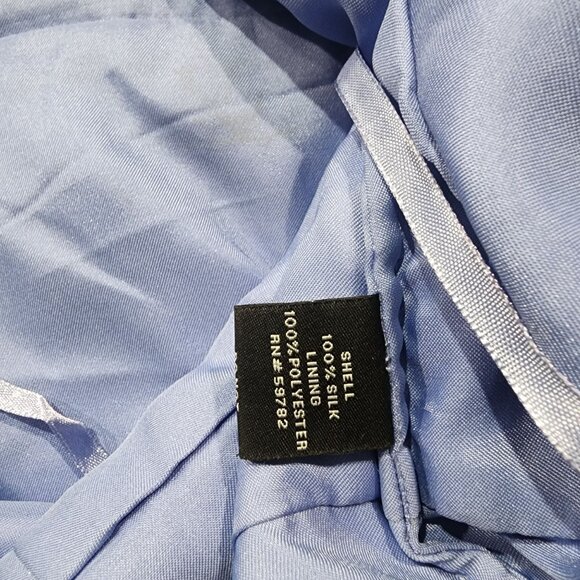 SHELL
100% SILK
LINING
100% POLYESTER
RN# 59782